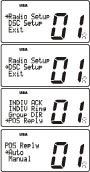 USA
Radio Setup
DSC Setup
Exit
01
USA
Radio Setup
DSC Setup
Exit
01
USA
INDIV ACK
INDIV Ring
Group DIR
POS Reply
01
USA
POS Reply
Auto
Manual
01